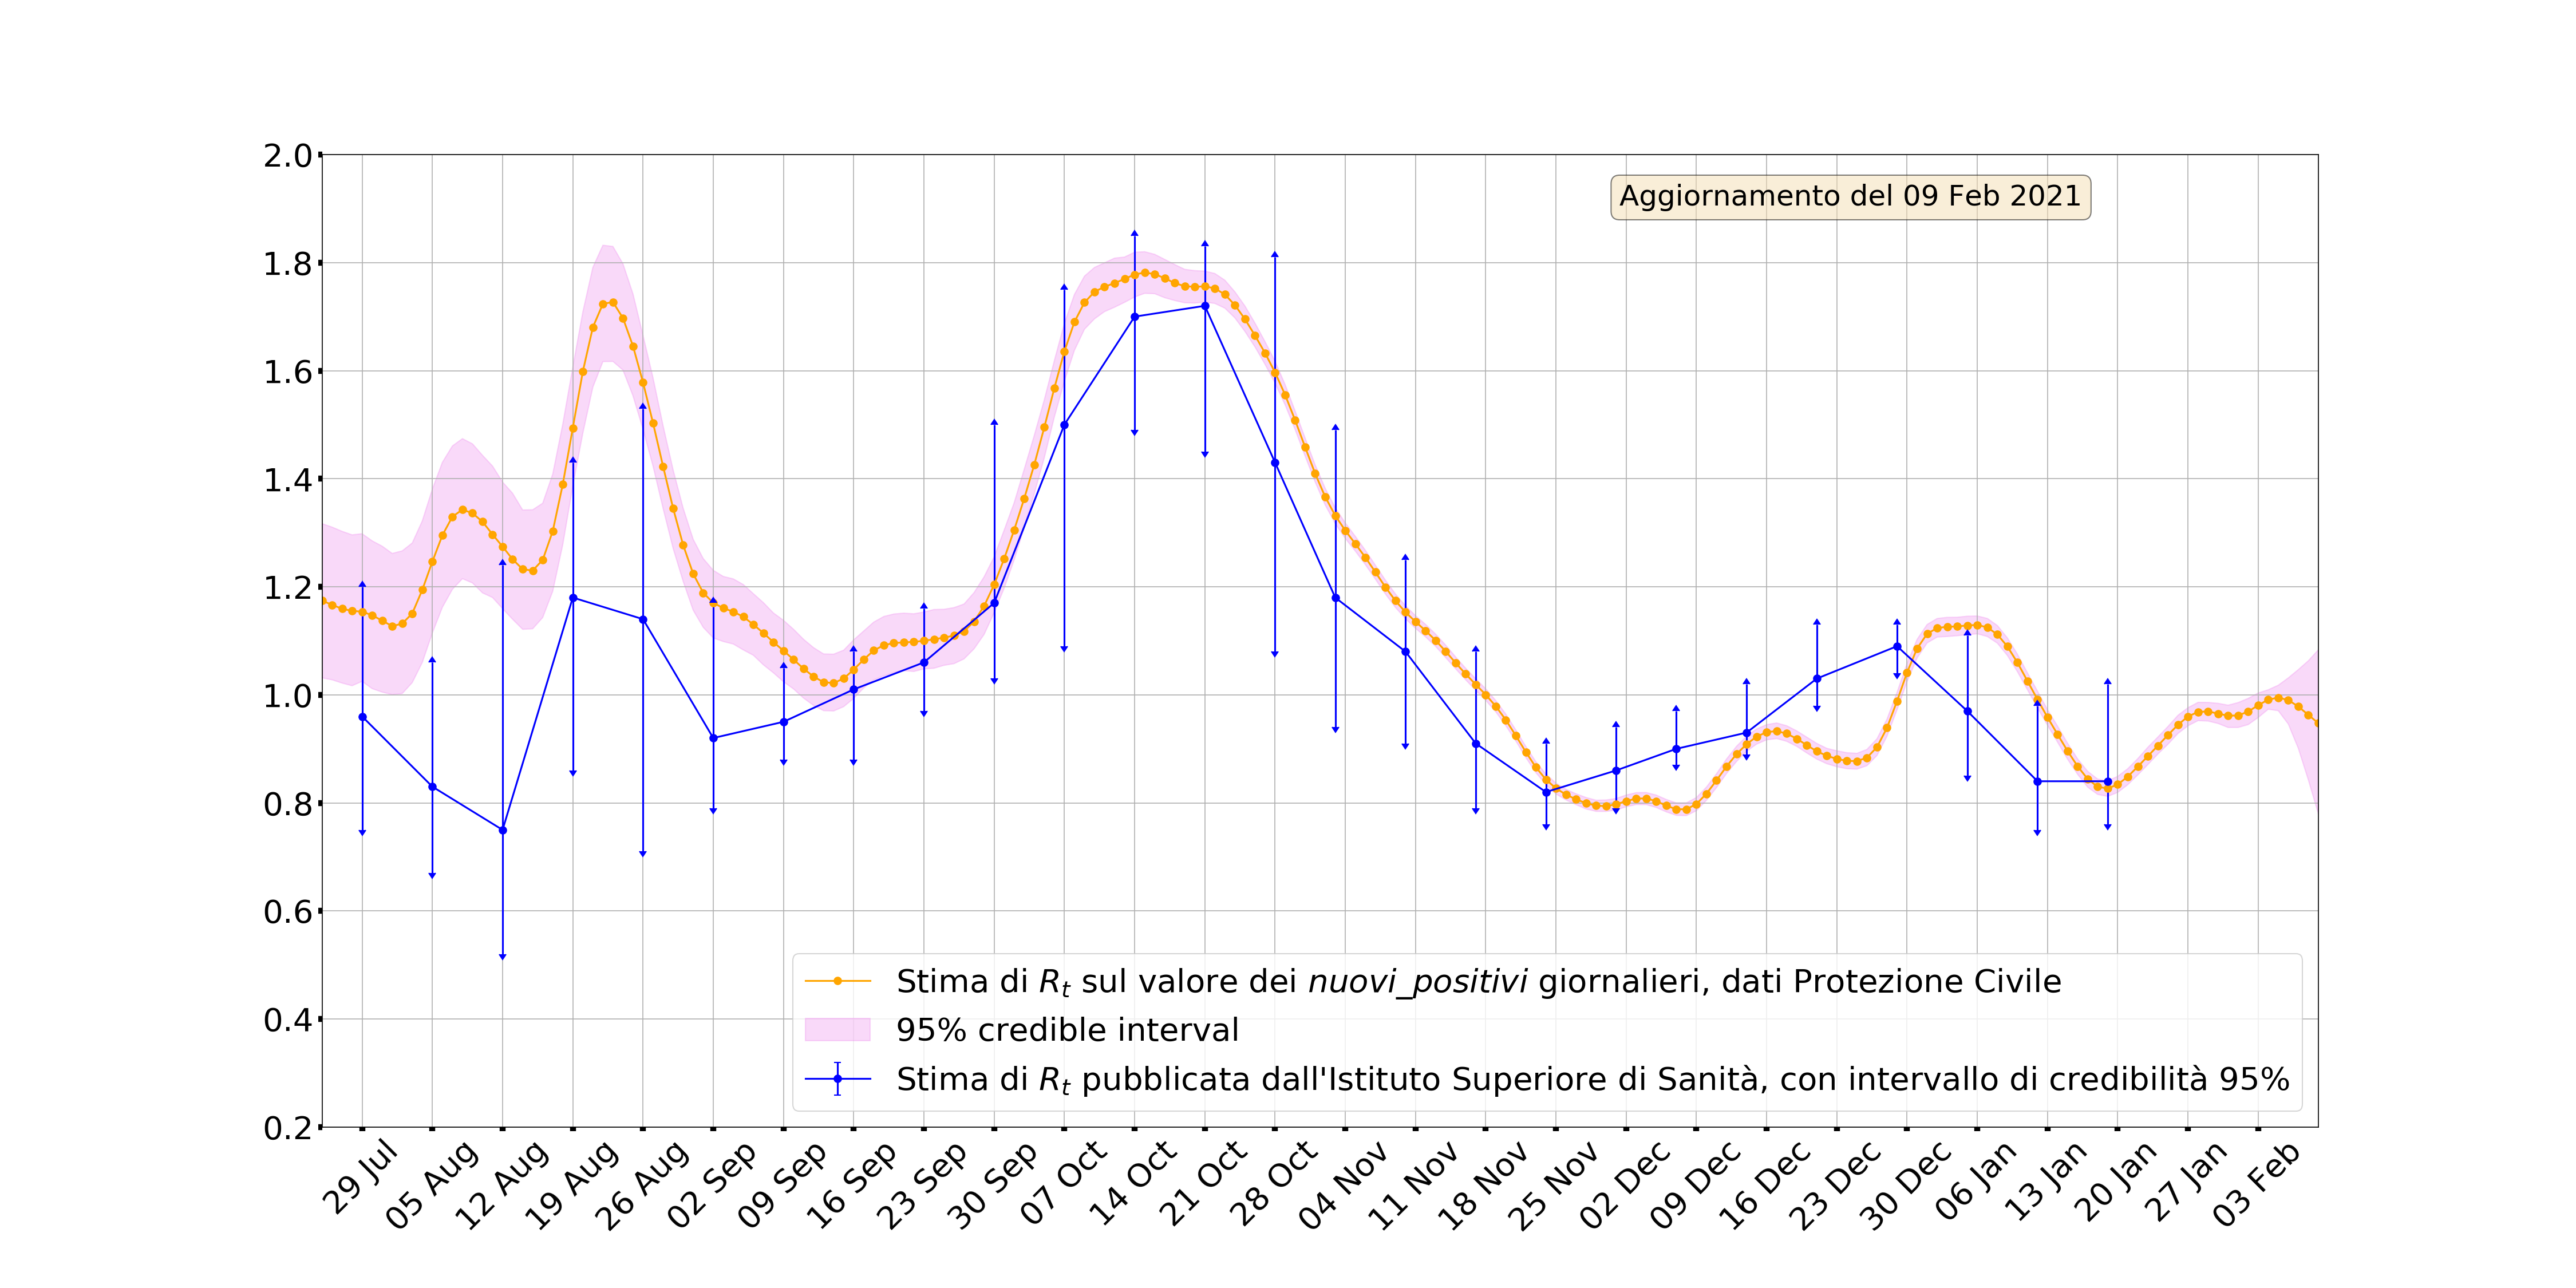 2.0
1.8
1.6
1.4
1.2
1.0
0.8
0.6
0.4
0.2
Aggiornamento del 09 Feb 2021
Stima di Rt sul valore dei nuovi_positivi giornalieri, dati Protezione Civile
95% credible interval
Stima di Rt pubblicata dall'Istituto Superiore di Sanità, con intervallo di credibilità 95%
29 Jul
05 Aug
12 Aug
19 Aug
26 Aug
02 Sep
09 Sep
16 Sep
23 Sep
30 Sep
07 Oct
14 Oct
21 Oct
28 Oct
04 Nov
11 Nov
18 Nov
25 Nov
02 Dec
09 Dec
16 Dec
23 Dec
30 Dec
06 Jan
13 Jan
20 Jan
27 Jan
03 Feb